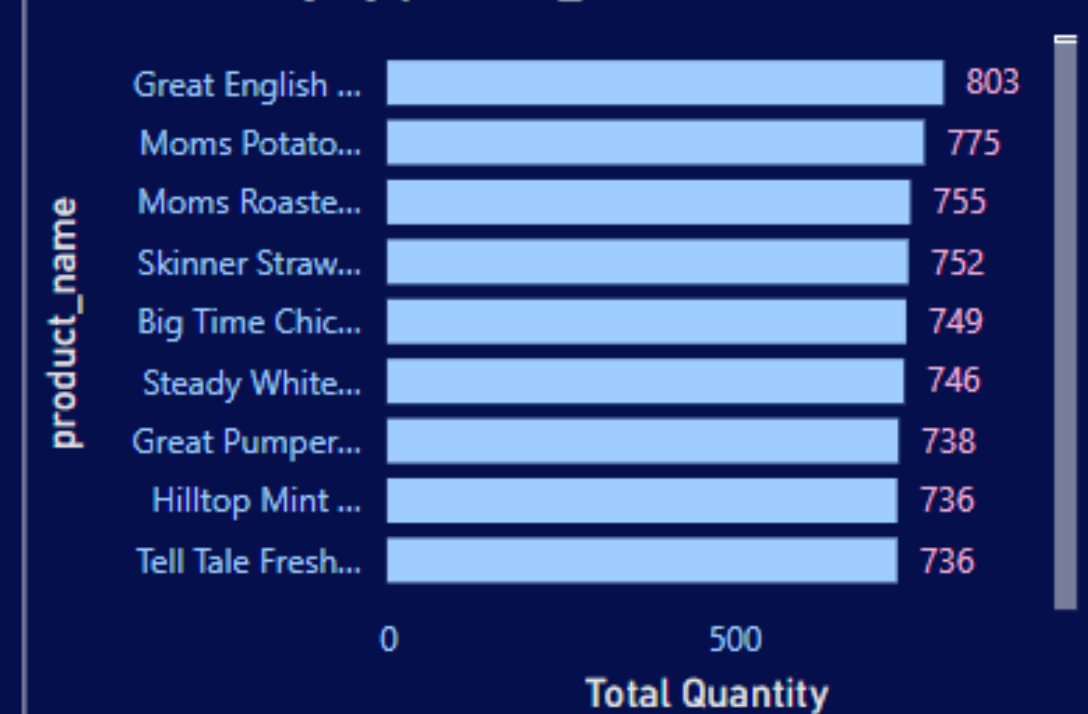 Great English ... 803
Moms Potato... 775
Moms Roaste... 755
Skinner Straw... 752
Big Time Chic... 749
Steady White... 746
Great Pumper... 738
Hilltop Mint ... 736
Tell Tale Fresh... 736
product_name
0 500
Total Quantity